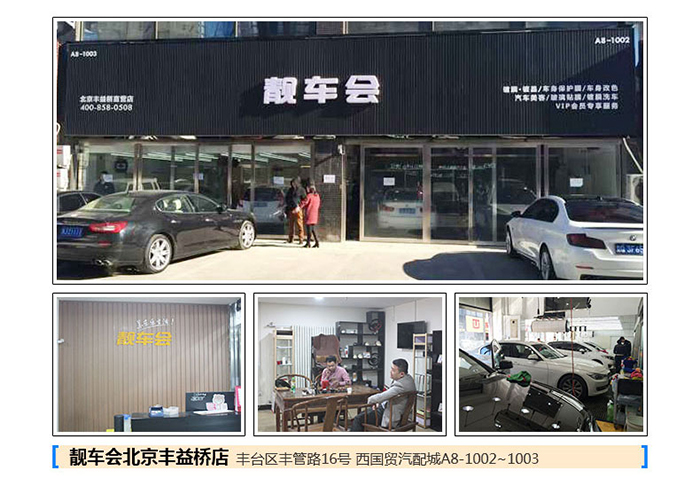 A8-1003
A8-1002
北京丰益桥直营店
400-858-0508
靓车会
镀膜·镀晶/车身保护膜/车身改色
汽车美容/玻璃贴膜/镀膜洗车
VIP会员专享服务
靓车会
acer
靓车会北京丰益桥店 丰台区丰管路16号 西国贸汽配城A8-1002~1003